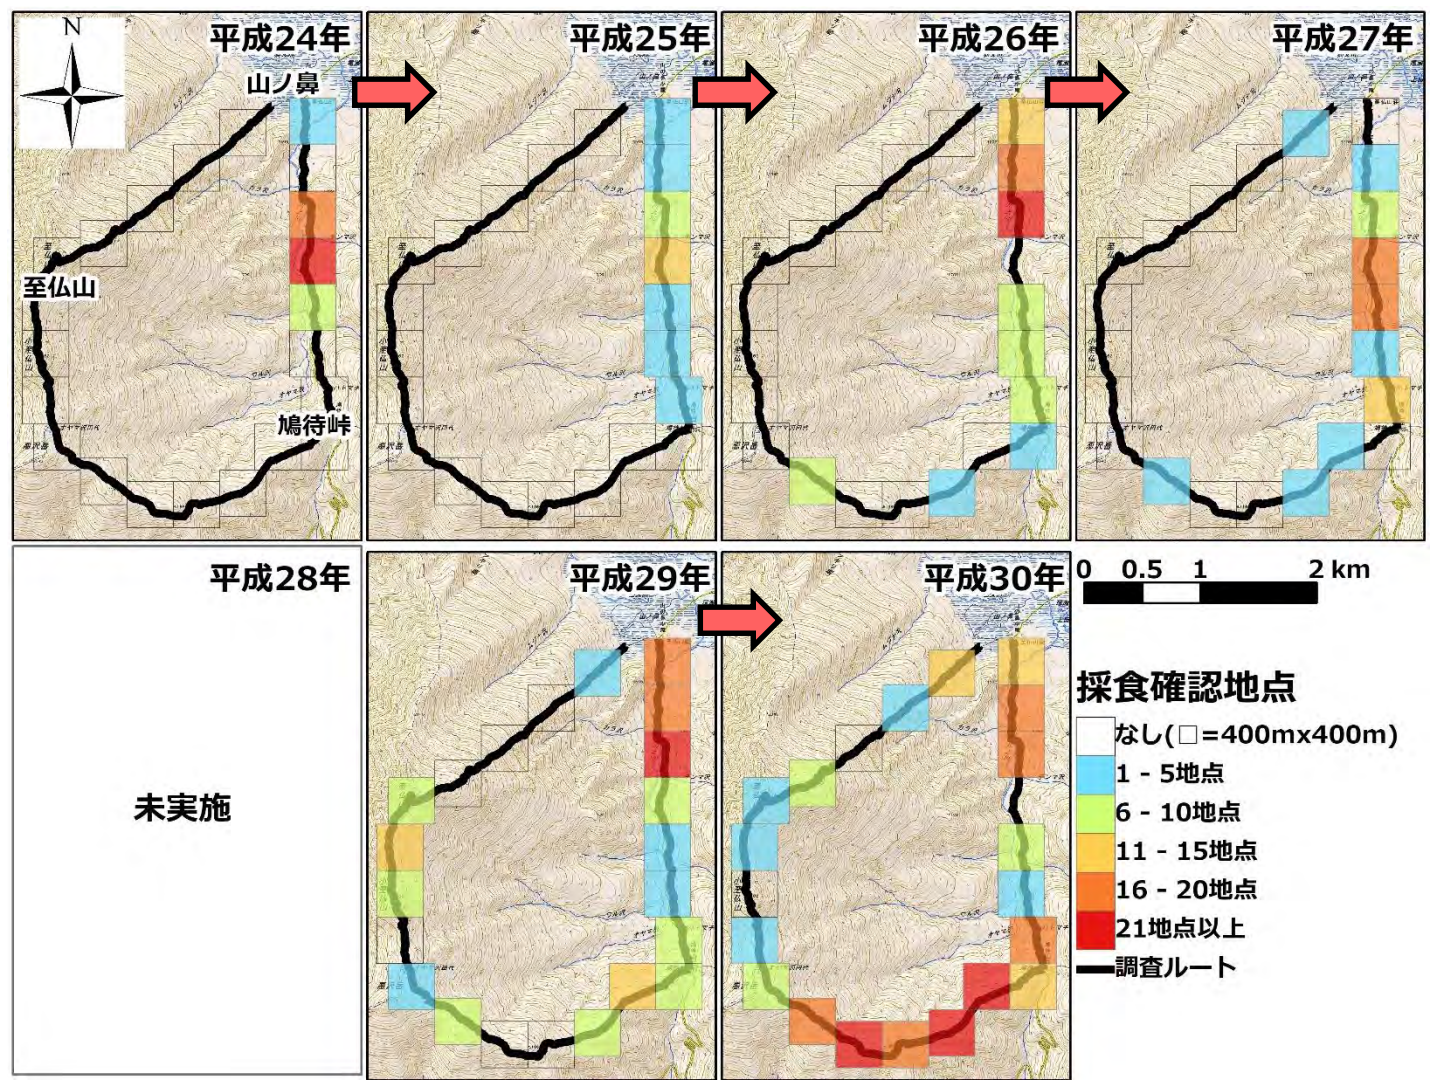 N
平成24年
平成25年
平成26年
平成27年
山ノ鼻
至仏山
鳩待峠
平成28年
未実施
平成29年
平成30年
0 0.5 1 2 km
採食確認地点
なし(□=400mx400m)
1 - 5地点
6 - 10地点
11 - 15地点
16 - 20地点
21地点以上
調査ルート